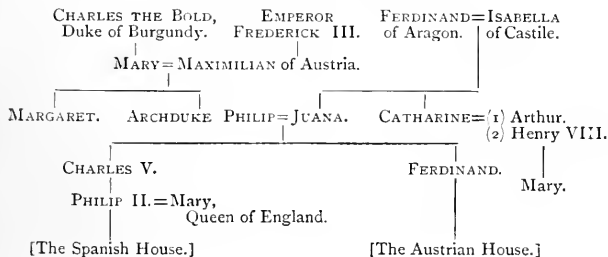 CHARLES THE BOLD, EMPEROR FERDINAND=ISABELLA
Duke of Burgundy. FREDERICK III. of Aragon. of Castile.
MARY=MAXIMILIAN of Austria.
MARGARET. ARCHDUKE PHILIP=JUANA. CATHARINE=(1) Arthur.
(2) Henry VIII.
CHARLES V. FERDINAND.
Mary.
PHILIP II.=Mary,
Queen of England.
[The Spanish House.] [The Austrian House.]